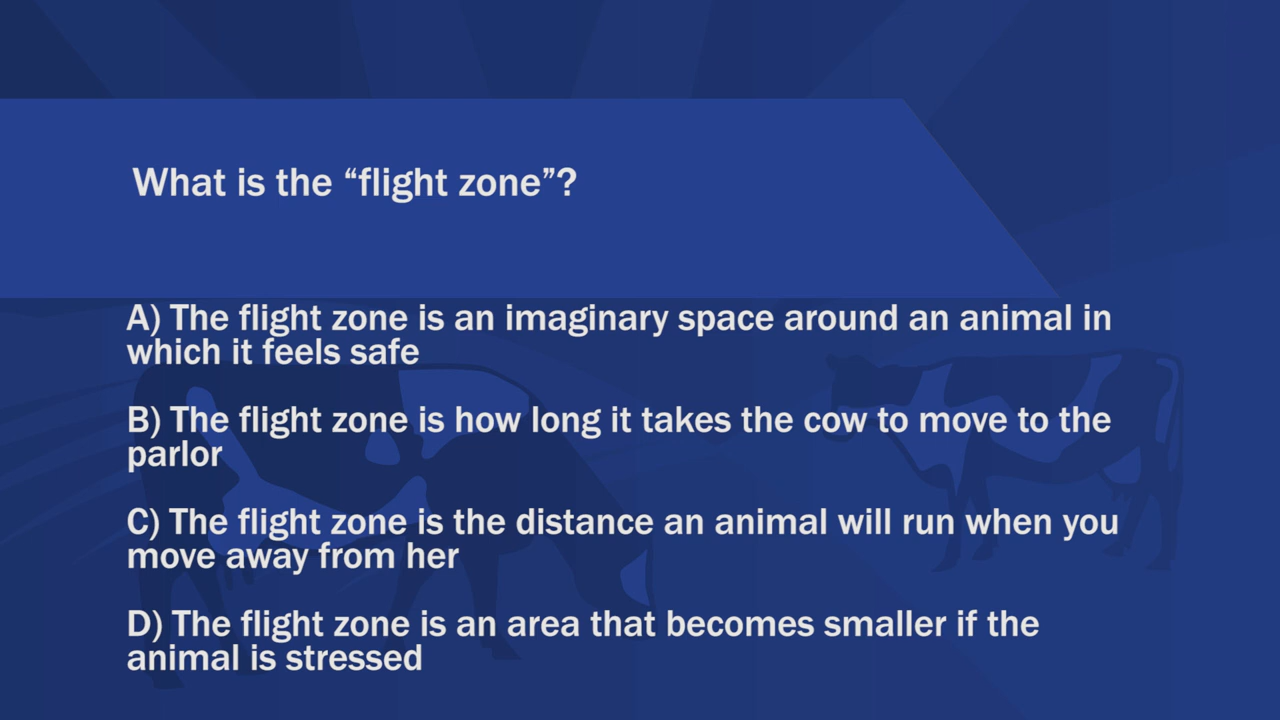 What is the “flight zone”?
A) The flight zone is an imaginary space around an animal in
which it feels safe
B) The flight zone is how long it takes the cow to move to the
parlor
C) The flight zone is the distance an animal will run when you
move away from her
D) The flight zone is an area that becomes smaller if the
animal is stressed